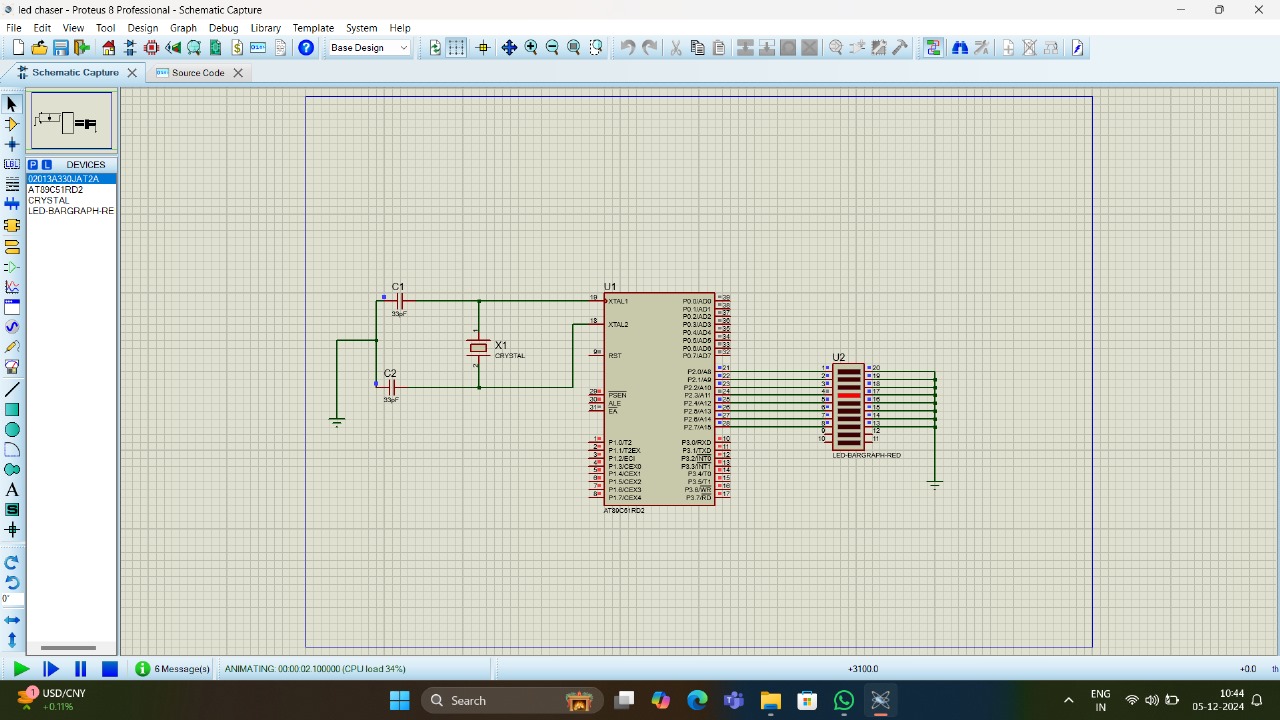 led chaser - Proteus 8 Professional - Schematic Capture
File Edit View Tool Design Graph Debug Library Template System Help
Base Design
Schematic Capture
Source Code
P L DEVICES
02013A330JAT2A
AT89C51RD2
CRYSTAL
LED-BARGRAPH-RE
C1
33pF
C2
33pF
X1
CRYSTAL
1
2
U1
19 XTAL1
18 XTAL2
9 RST
29 PSEN
30 ALE
31 EA
1 P1.0/T2
2 P1.1/T2EX
3 P1.2/ECI
4 P1.3/CEX0
5 P1.4/CEX1
6 P1.5/CEX2
7 P1.6/CEX3
8 P1.7/CEX4
P0.0/AD0 39
P0.1/AD1 38
P0.2/AD2 37
P0.3/AD3 36
P0.4/AD4 35
P0.5/AD5 34
P0.6/AD6 33
P0.7/AD7 32
P2.0/A8 21
P2.1/A9 22
P2.2/A10 23
P2.3/A11 24
P2.4/A12 25
P2.5/A13 26
P2.6/A14 27
P2.7/A15 28
P3.0/RXD 10
P3.1/TXD 11
P3.2/INT0 12
P3.3/INT1 13
P3.4/T0 14
P3.5/T1 15
P3.6/WR 16
P3.7/RD 17
AT89C51RD2
U2
1 20
2 19
3 18
4 17
5 16
6 15
7 14
8 13
9 12
10 11
LED-BARGRAPH-RED
0°
6 Message(s)
ANIMATING: 00:00:02.100000 (CPU load 34%)
+3100.0
+0.0 th
1
USD/CNY
+0.11%
Search
ENG
IN
10:44
05-12-2024